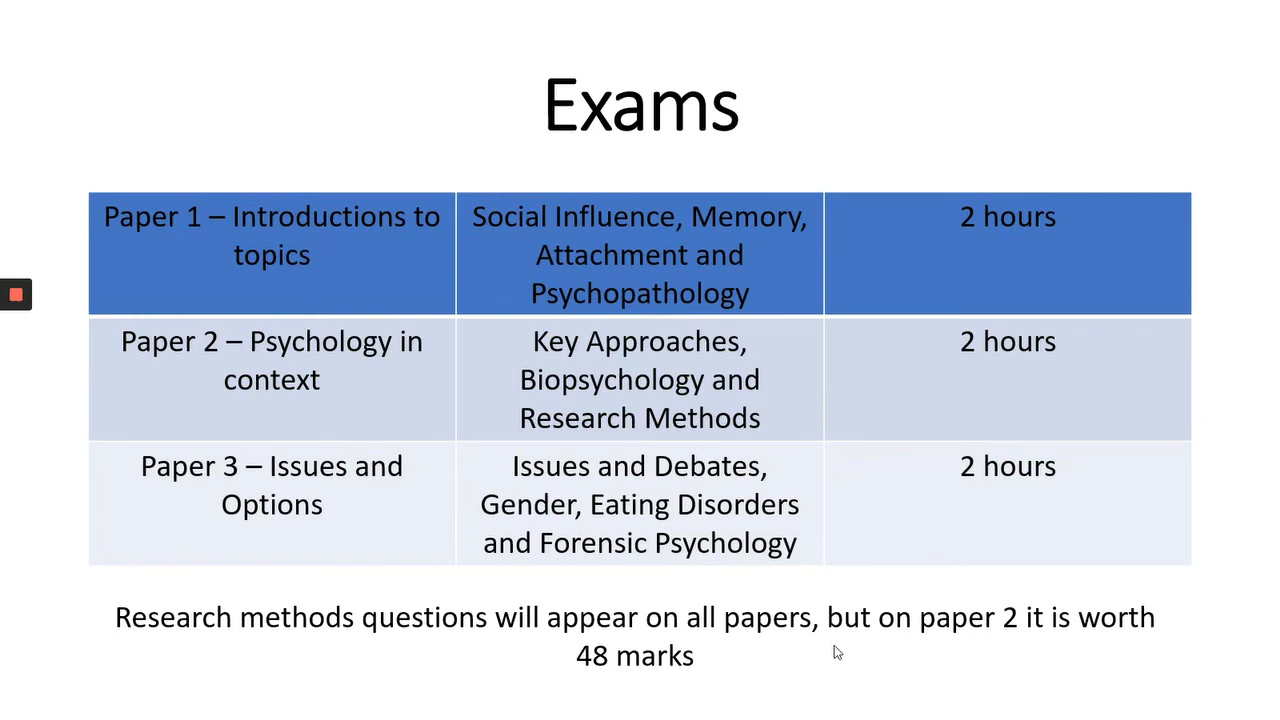 Exams
Paper 1 – Introductions to
topics
Social Influence, Memory,
Attachment and
Psychopathology
2 hours
Paper 2 – Psychology in
context
Key Approaches,
Biopsychology and
Research Methods
2 hours
Paper 3 – Issues and
Options
Issues and Debates,
Gender, Eating Disorders
and Forensic Psychology
2 hours
Research methods questions will appear on all papers, but on paper 2 it is worth
48 marks